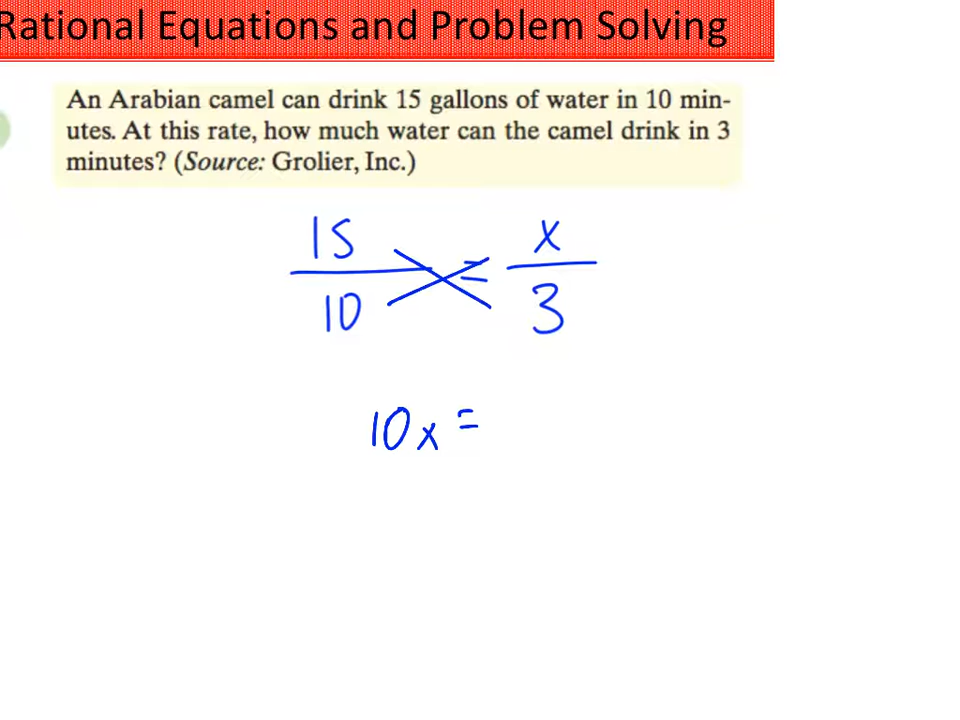 Rational Equations and Problem Solving
An Arabian camel can drink 15 gallons of water in 10 min-
utes. At this rate, how much water can the camel drink in 3
minutes? (Source: Grolier, Inc.)
15 = x
10 3
10x =